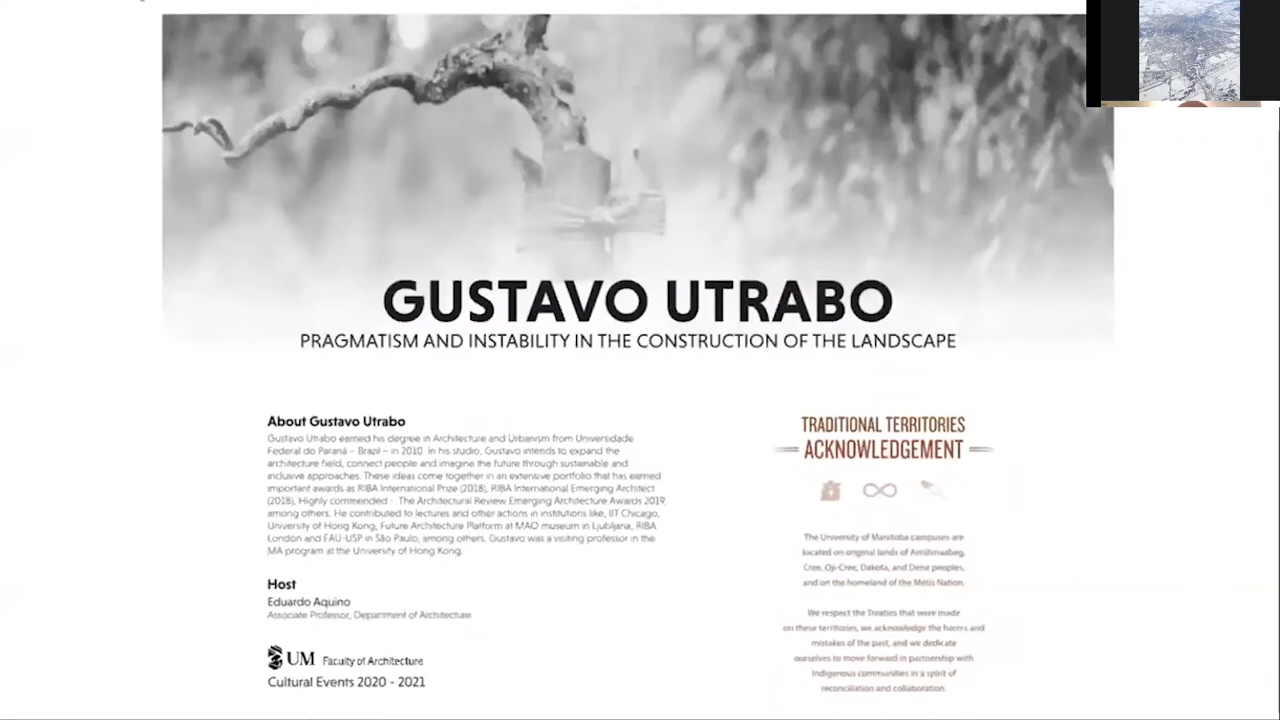 GUSTAVO UTRABO
PRAGMATISM AND INSTABILITY IN THE CONSTRUCTION OF THE LANDSCAPE
About Gustavo Utrabo
Gustavo Utrabo earned his degree in Architecture and Urbanism from Universidade
Federal do Paraná - Brazil – in 2010. In his studio, Gustavo intends to expand the
architecture field, connect people and imagine the future through sustainable and
inclusive approaches. These ideas come together in an extensive portfolio that has earned
important awards as RIBA International Prize (2018), RIBA International Emerging Architect
(2018), Highly commended - The Architectural Review Emerging Architecture Awards 2019,
among others. He contributed to lectures and other actions in institutions like, IIT Chicago,
University of Hong Kong, Future Architecture Platform at MAO museum in Ljubljana, RIBA
London and FAU-USP in São Paulo, among others. Gustavo was a visiting professor in the
MA program at the University of Hong Kong.
Host
Eduardo Aquino
Associate Professor, Department of Architecture
UM Faculty of Architecture
Cultural Events 2020 - 2021
TRADITIONAL TERRITORIES
ACKNOWLEDGEMENT
The University of Manitoba campuses are
located on original lands of Anishinaabeg,
Cree, Oji-Cree, Dakota, and Dene peoples,
and on the homeland of the Métis Nation.
We respect the Treaties that were made
on these territories, we acknowledge the harms and
mistakes of the past, and we dedicate
ourselves to move forward in partnership with
Indigenous communities in a spirit of
reconciliation and collaboration.